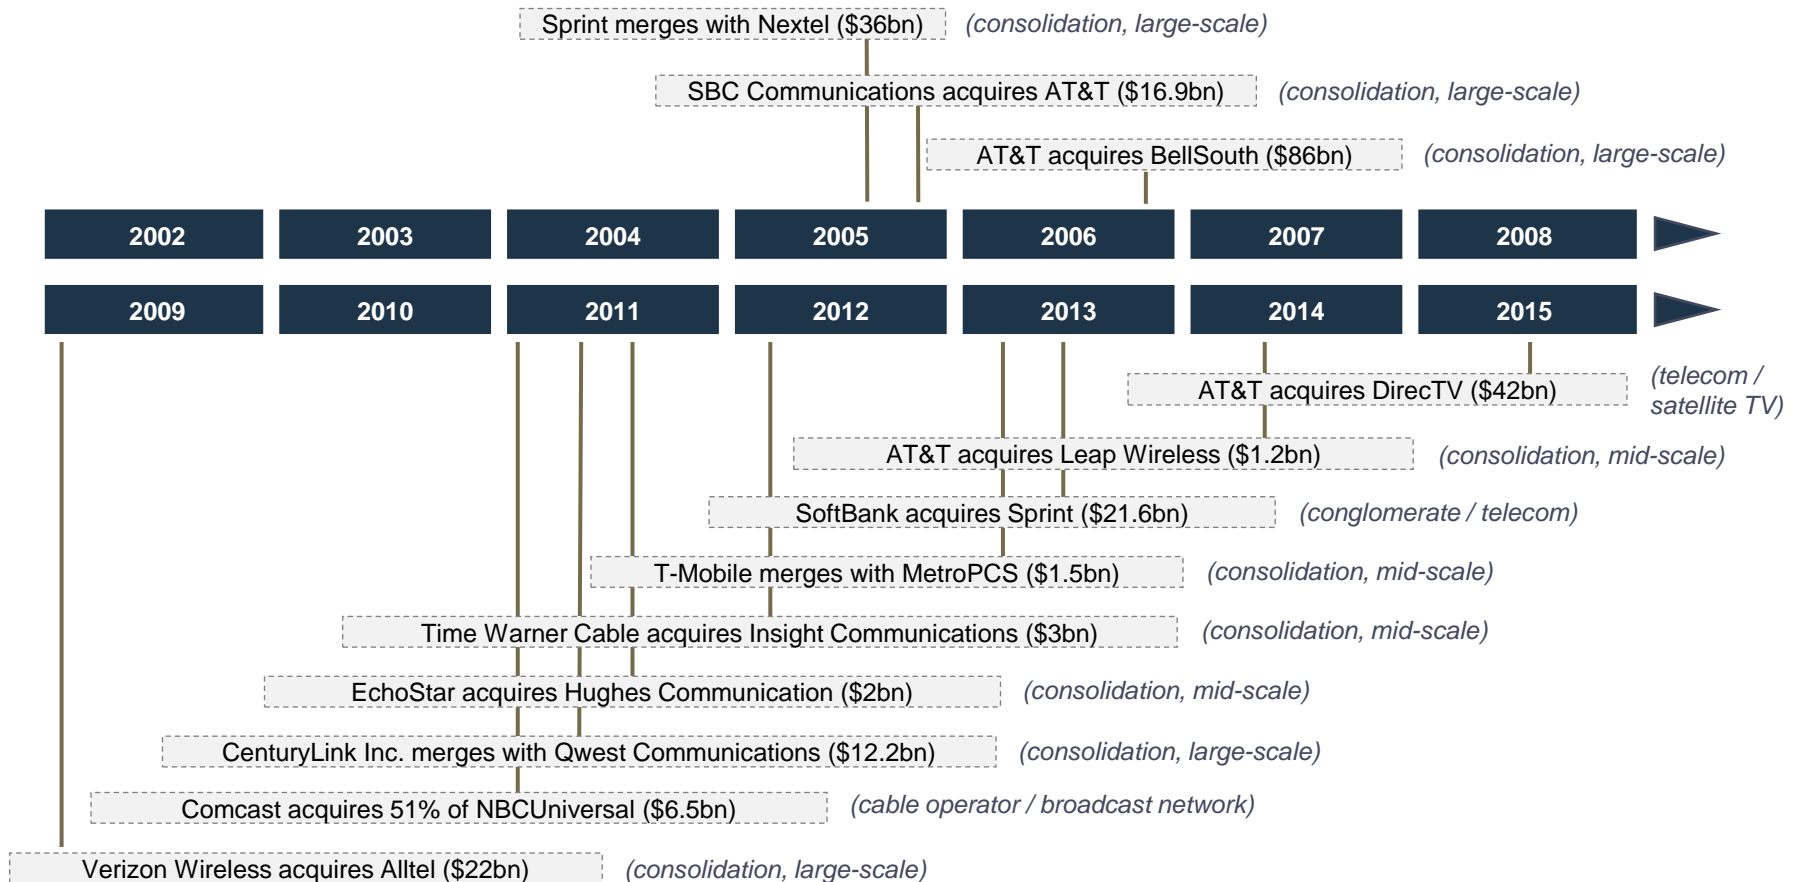 Sprint merges with Nextel ($36bn) (consolidation, large-scale)
SBC Communications acquires AT&T ($16.9bn) (consolidation, large-scale)
AT&T acquires BellSouth ($86bn) (consolidation, large-scale)
2002 2003 2004 2005 2006 2007 2008
2009 2010 2011 2012 2013 2014 2015
AT&T acquires DirecTV ($42bn) (telecom /
satellite TV)
AT&T acquires Leap Wireless ($1.2bn) (consolidation, mid-scale)
SoftBank acquires Sprint ($21.6bn) (conglomerate / telecom)
T-Mobile merges with MetroPCS ($1.5bn) (consolidation, mid-scale)
Time Warner Cable acquires Insight Communications ($3bn) (consolidation, mid-scale)
EchoStar acquires Hughes Communication ($2bn) (consolidation, mid-scale)
CenturyLink Inc. merges with Qwest Communications ($12.2bn) (consolidation, large-scale)
Comcast acquires 51% of NBCUniversal ($6.5bn) (cable operator / broadcast network)
Verizon Wireless acquires Alltel ($22bn) (consolidation, large-scale)